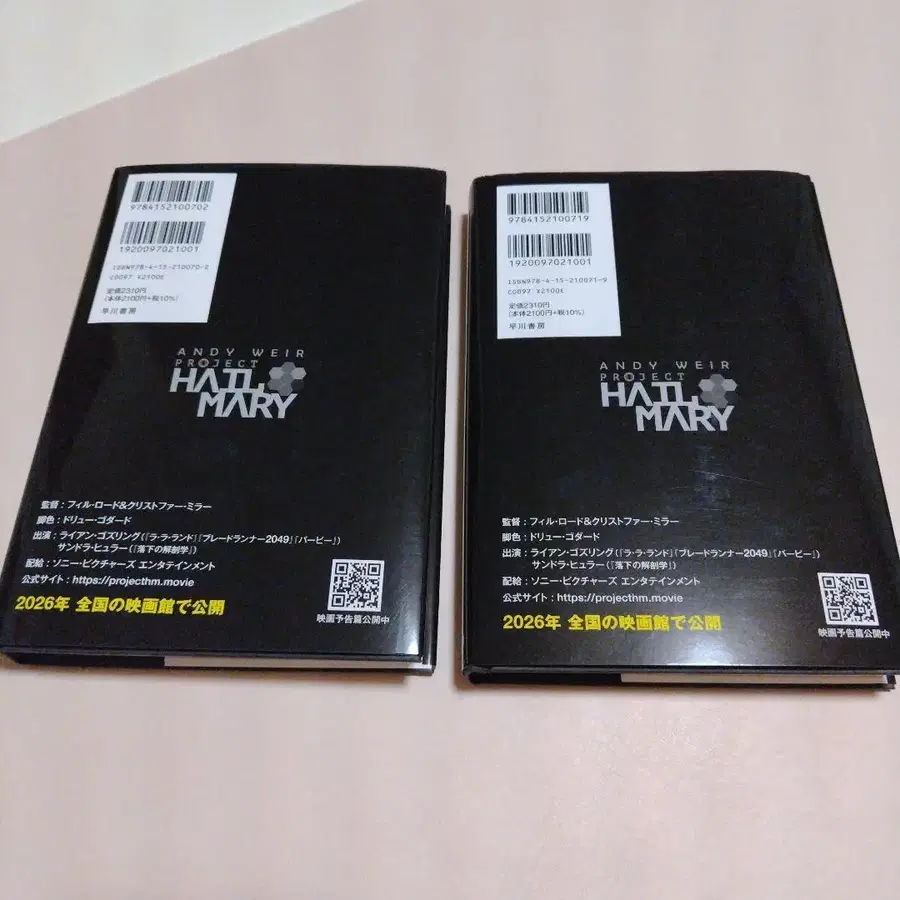 9784152100702
1920097021001
ISBN978-4-15-210070-2
C0097 ¥2100E
定価2310円
(本体2100円+税10%)
早川書房
ANDY WEIR
PROJECT
HAIL
MARY
監督:フィル・ロード&クリストファー・ミラー
脚色:ドリュー・ゴダード
出演:ライアン・ゴズリング(『ラ・ラ・ランド』『ブレードランナー2049』『バービー』)
サンドラ・ヒュラー(『落下の解剖学』)
配給:ソニー・ピクチャーズ エンタテインメント
公式サイト:https://projecthm.movie
2026年 全国の映画館で公開
映画予告篇公開中
9784152100719
1920097021001
ISBN978-4-15-210071-9
C0097 ¥2100E
定価2310円
(本体2100円+税10%)
早川書房
ANDY WEIR
PROJECT
HAIL
MARY
監督:フィル・ロード&クリストファー・ミラー
脚色:ドリュー・ゴダード
出演:ライアン・ゴズリング(『ラ・ラ・ランド』『ブレードランナー2049』『バービー』)
サンドラ・ヒュラー(『落下の解剖学』)
配給:ソニー・ピクチャーズ エンタテインメント
公式サイト:https://projecthm.movie
2026年 全国の映画館で公開
映画予告篇公開中